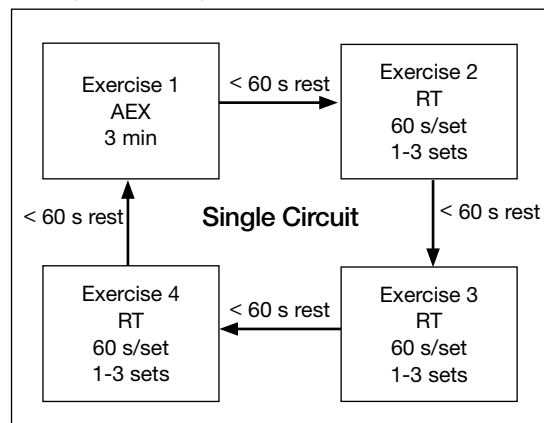 Exercise 1
AEX
3 min
< 60 s rest
Exercise 2
RT
60 s/set
1-3 sets
< 60 s rest
Single Circuit
< 60 s rest
Exercise 4
RT
60 s/set
1-3 sets
< 60 s rest
Exercise 3
RT
60 s/set
1-3 sets